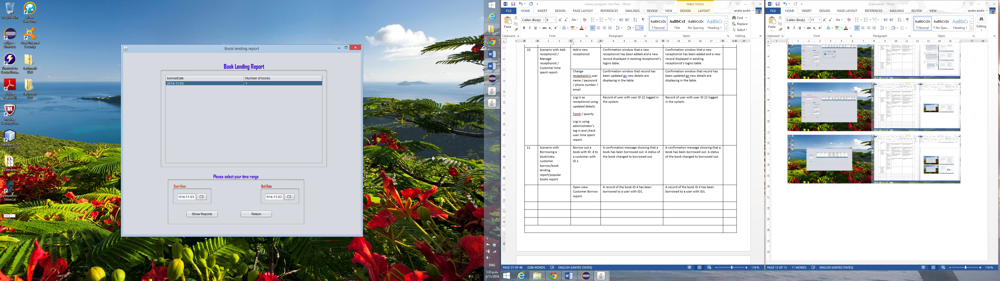 Recycle Bin
Avast SafeZone
eclipse - Shortcut
Avast Internet Security
Shortcut to SecureDow...
Tacnosoft 23.1
Adobe Reader XI
Tacnosoft 23.1
McAfee Security Sc...
NetBeans IDE 8.0.1
Kitchens
sqliteadmin - Shortcut
123
Book lending report
Book Lending Report
borrowDate Number of books
2014-11-03 1
Please select your time range
Start Date End Date
014-11-03 014-11-03
Show Reports Return
ENG
1:33 p.m.
3/11/2014
Library program Test Plan - Word
TABLE TOOLS
FILE HOME INSERT DESIGN PAGE LAYOUT REFERENCES MAILINGS REVIEW VIEW DESIGN LAYOUT andre andre
Paste
Calibri (Body) 9
AaBbCcDc AaBbCcl AaBbCcDc AaBbCc
¶ Normal Title No Spacing Heading 1
Find
Replace
Select
Clipboard Font Paragraph Styles Editing
10.
Scenario with Add
receptionist /
Manage
receptionist /
Customer time
spent report.
Add a new
receptionist
Confirmation window that a new
receptionist has been added and a new
record displayed in existing receptionist's
logins table.
Confirmation window that a new
receptionist has been added and a new
record displayed in existing
receptionist's logins table.
Change
receptionis's user
name / password
/ phone number /
email
Confirmation window that record has
been updated an new details are
displaying in the table.
Confirmation window that record has
been updated an new details are
displaying in the table.
Log in as
receptionist using
updated details:
TomS / qwerty.
Log in using
administrator's
log in and check
user time spent
report.
Record of user with user ID 22 logged in
the system.
Record of user with user ID 22 logged
in the system.
11.
Scenario with
Borrowing a
book/view
customer
borrow/book
lending
report/popular
books report.
Borrow out a
book with ID: 4 to
a customer with
ID 1.
A confirmation message showing that a
book has been borrowed out. A status of
the book changed to borrowed out.
A confirmation message showing that a
book has been borrowed out. A status
of the book changed to borrowed out.
Open view
Customer Borrow
report.
A record of the book ID 4 has been
borrowed to a user with ID1.
A record of the book ID 4 has been
borrowed to a user with ID1.
PAGE 37 OF 40 2286 WORDS ENGLISH (UNITED STATES) 110 %
Sceenshots - Word
FILE HOME INSERT DESIGN PAGE LAYOUT REFERENCES MAILINGS REVIEW VIEW andre andre
Paste
Calibri (Body) 11
AaBbCcDc AaBbCcDc AaBbCc
¶ Normal ¶ No Spac... Heading 1
Editing
Clipboard Font Paragraph Styles
PAGE 13 OF 13 11 WORDS ENGLISH (UNITED STATES) 110 %